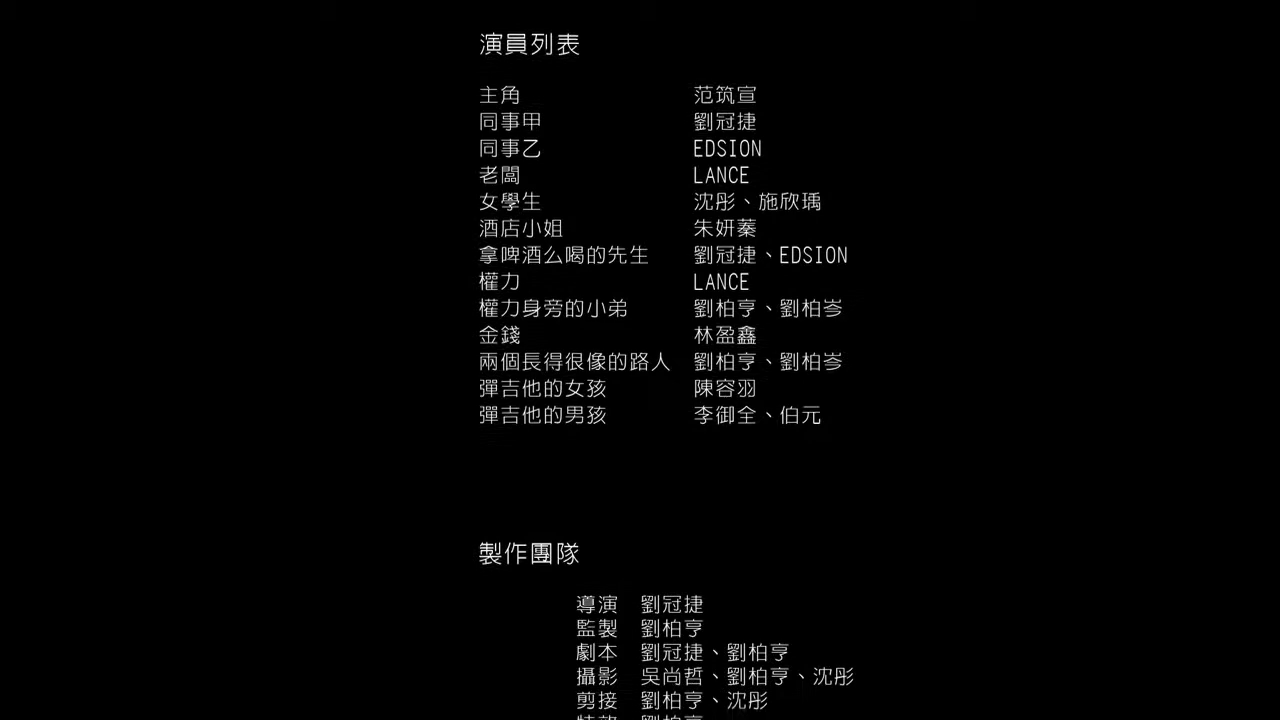 演員列表
主角 范筑宣
同事甲 劉冠捷
同事乙 EDSION
老闆 LANCE
女學生 沈彤、施欣瑀
酒店小姐 朱妍蓁
拿啤酒么喝的先生 劉冠捷、EDSION
權力 LANCE
權力身旁的小弟 劉柏亨、劉柏岑
金錢 林盈鑫
兩個長得很像的路人 劉柏亨、劉柏岑
彈吉他的女孩 陳容羽
彈吉他的男孩 李御全、伯元
製作團隊
導演 劉冠捷
監製 劉柏亨
劇本 劉冠捷、劉柏亨
攝影 吳尚哲、劉柏亨、沈彤
剪接 劉柏亨、沈彤